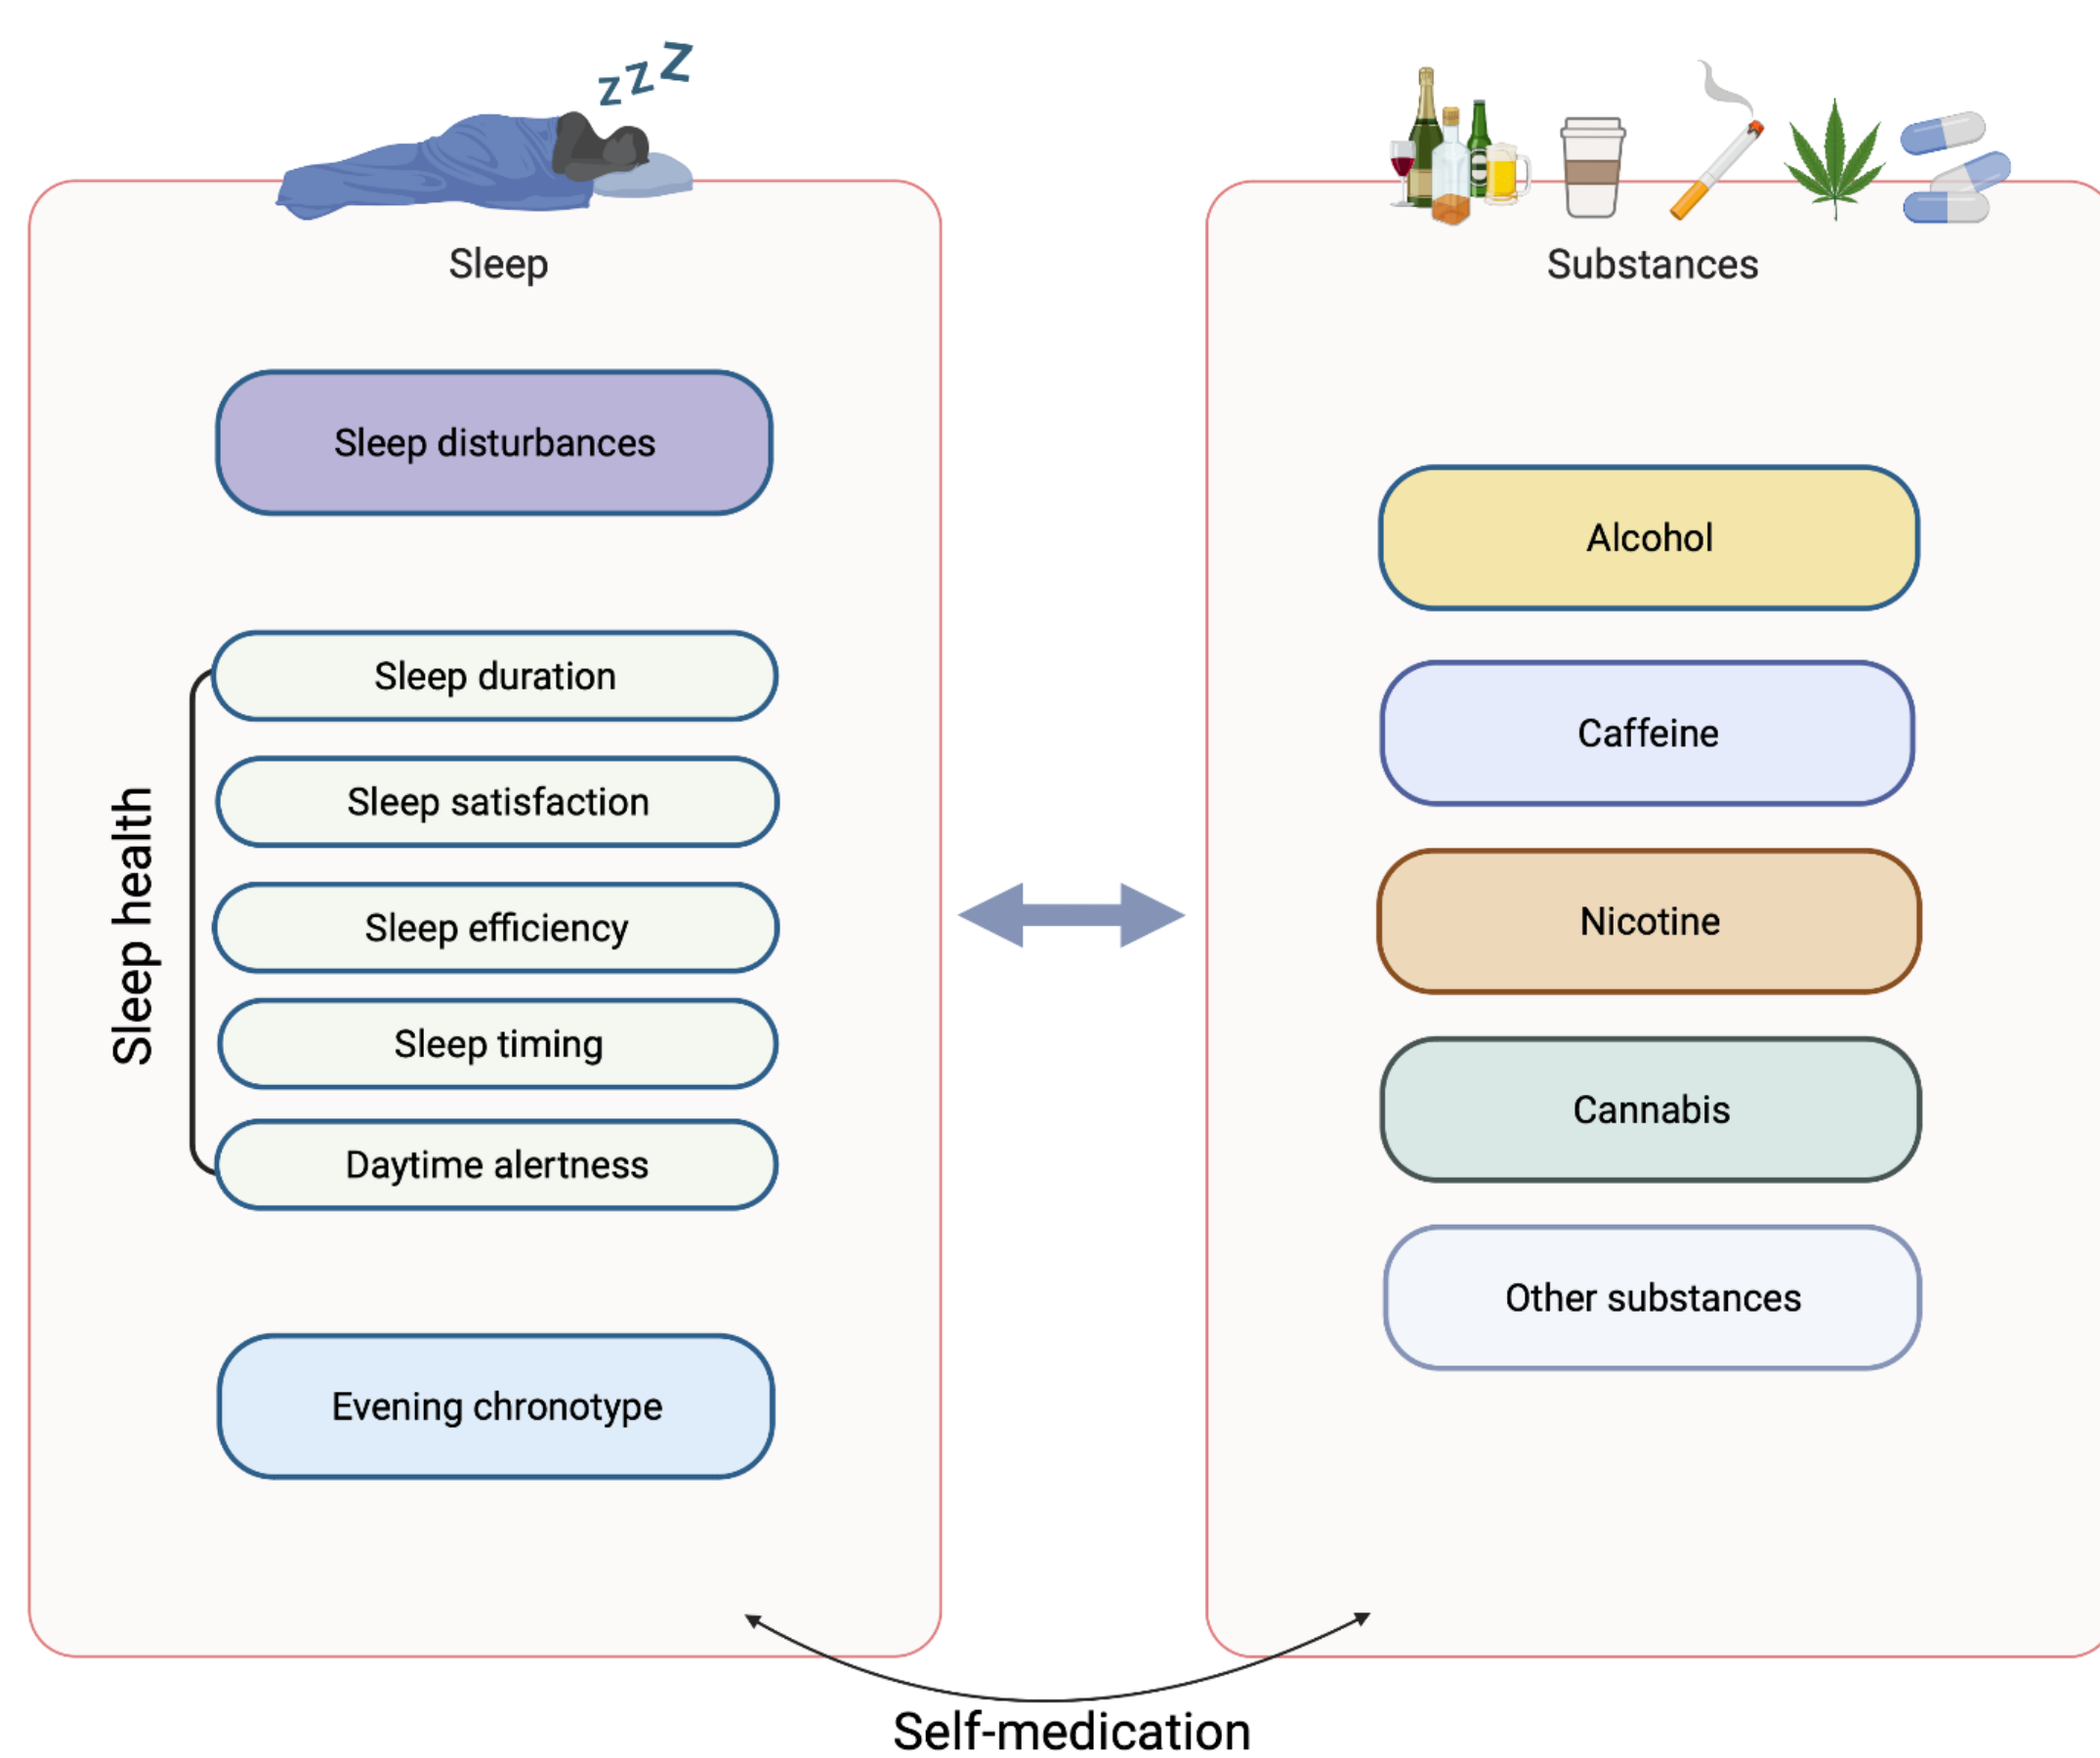 z z z
Sleep
Sleep disturbances
Sleep health
Sleep duration
Sleep satisfaction
Sleep efficiency
Sleep timing
Daytime alertness
Evening chronotype
Substances
Alcohol
Caffeine
Nicotine
Cannabis
Other substances
Self-medication